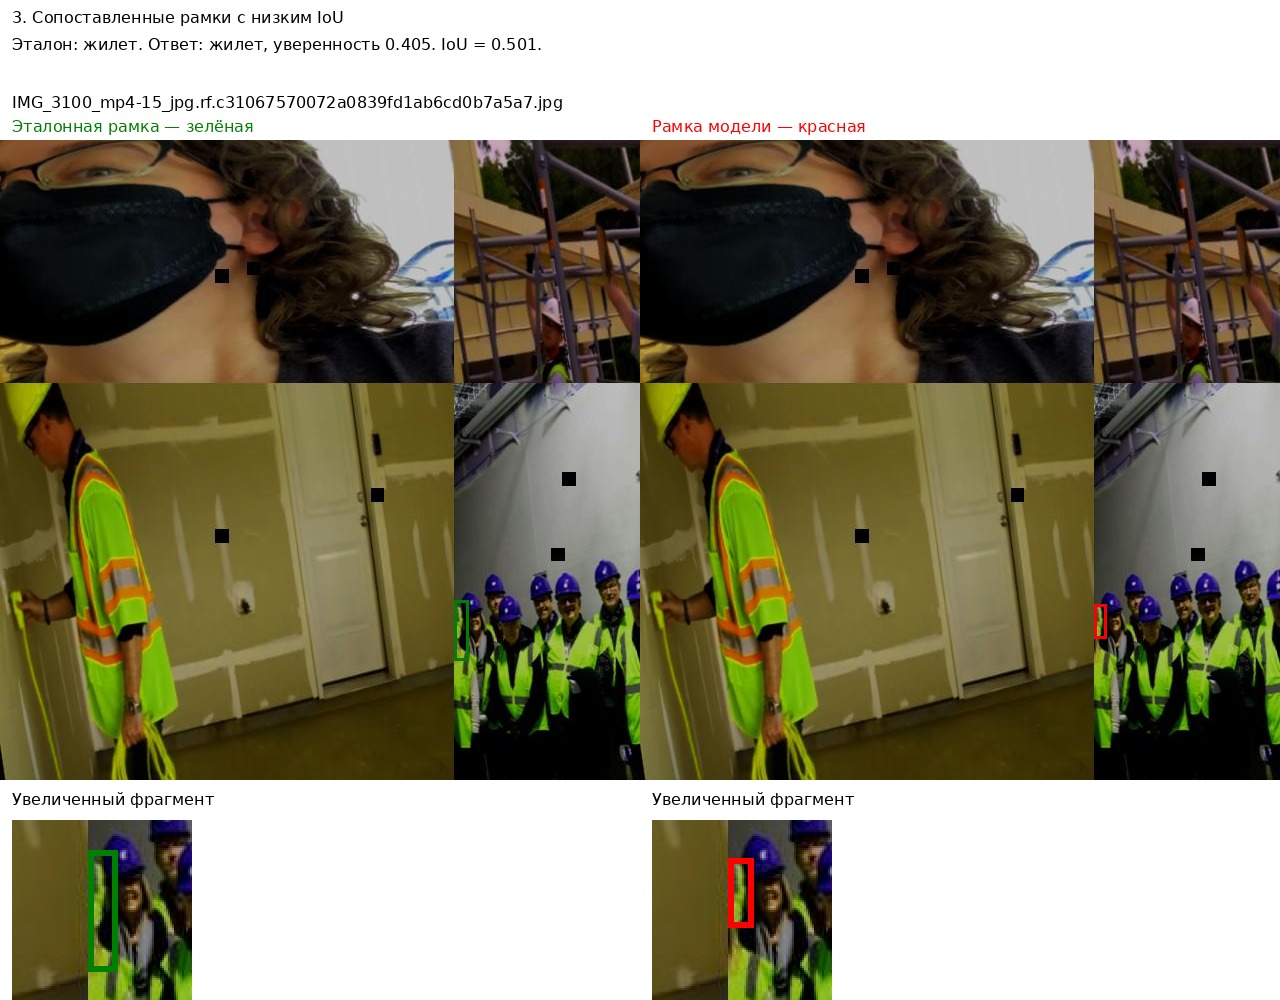 3. Сопоставленные рамки с низким IoU
Эталон: жилет. Ответ: жилет, уверенность 0.405. IoU = 0.501.
IMG_3100_mp4-15_jpg.rf.c31067570072a0839fd1ab6cd0b7a5a7.jpg
Эталонная рамка — зелёная
Рамка модели — красная
Увеличенный фрагмент
Увеличенный фрагмент